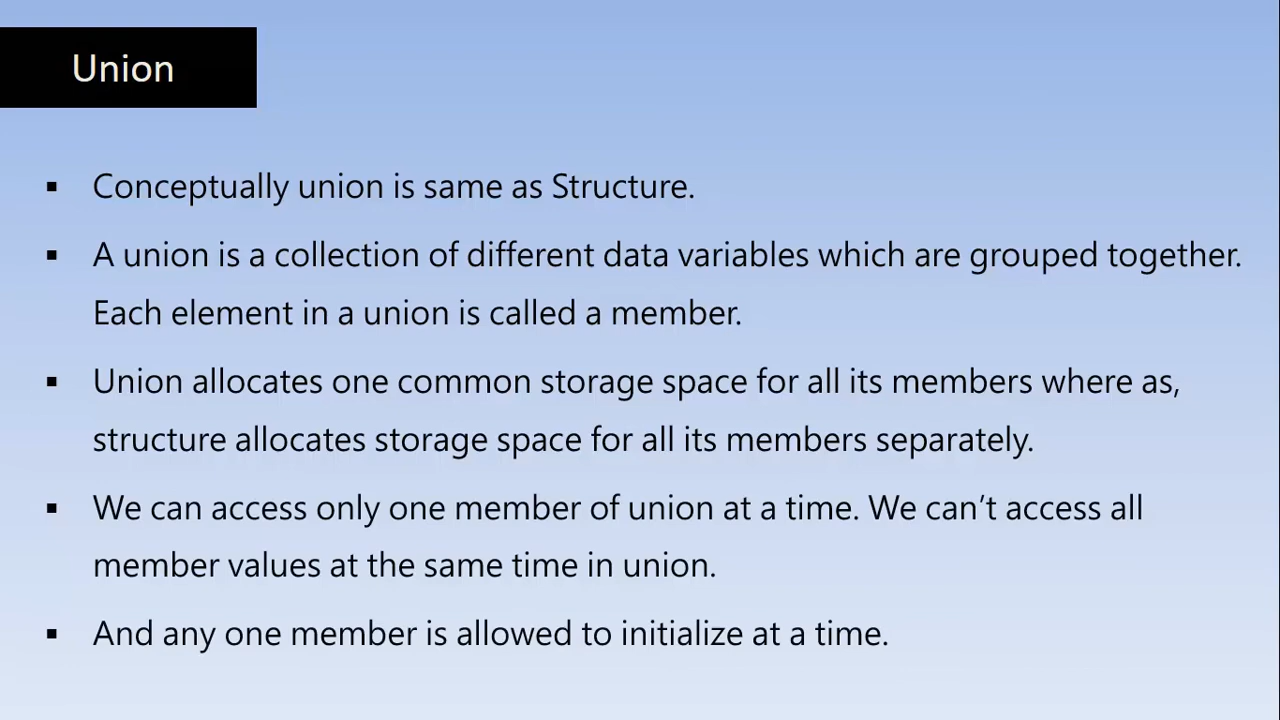 Union
▪ Conceptually union is same as Structure.
▪ A union is a collection of different data variables which are grouped together.
Each element in a union is called a member.
▪ Union allocates one common storage space for all its members where as,
structure allocates storage space for all its members separately.
▪ We can access only one member of union at a time. We can’t access all
member values at the same time in union.
▪ And any one member is allowed to initialize at a time.